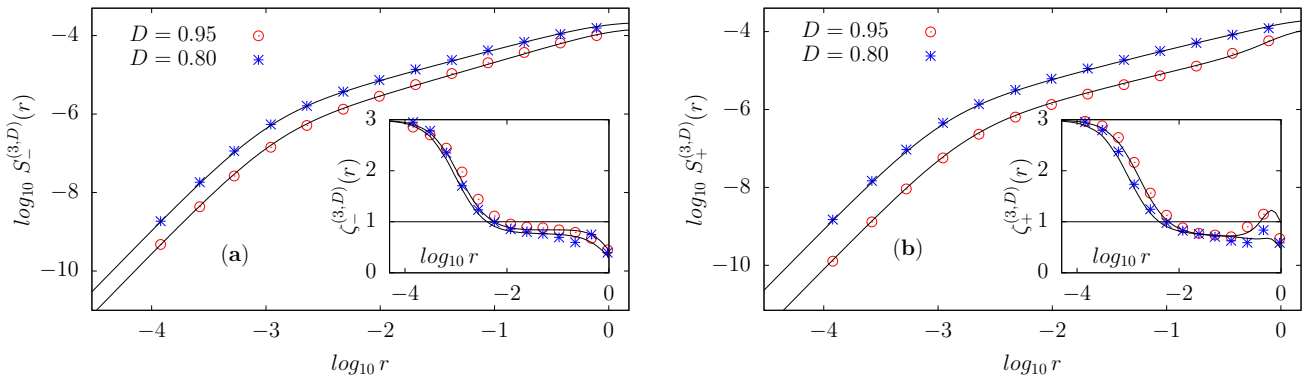 −4
−6
−8
−10
log₁₀ S₋^(3,D)(r)
D = 0.95
D = 0.80
(a)
3
2
1
0
ζ₋^(3,D)(r)
log₁₀ r
−4
−2
0
−4
−3
−2
−1
0
log₁₀ r
−4
−6
−8
−10
log₁₀ S₊^(3,D)(r)
D = 0.95
D = 0.80
(b)
3
2
1
0
ζ₊^(3,D)(r)
log₁₀ r
−4
−2
0
−4
−3
−2
−1
0
log₁₀ r